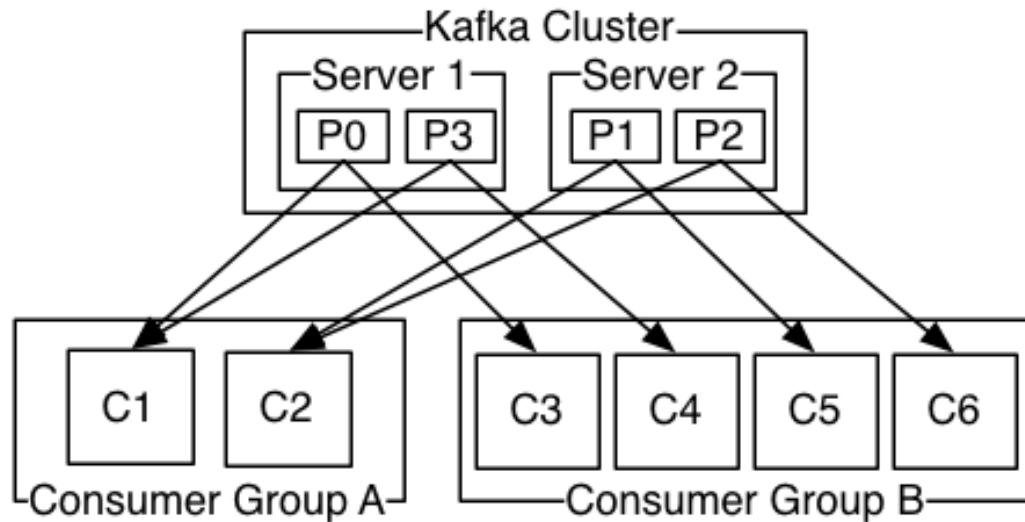 Kafka Cluster
Server 1
Server 2
P0
P3
P1
P2
C1
C2
C3
C4
C5
C6
Consumer Group A
Consumer Group B